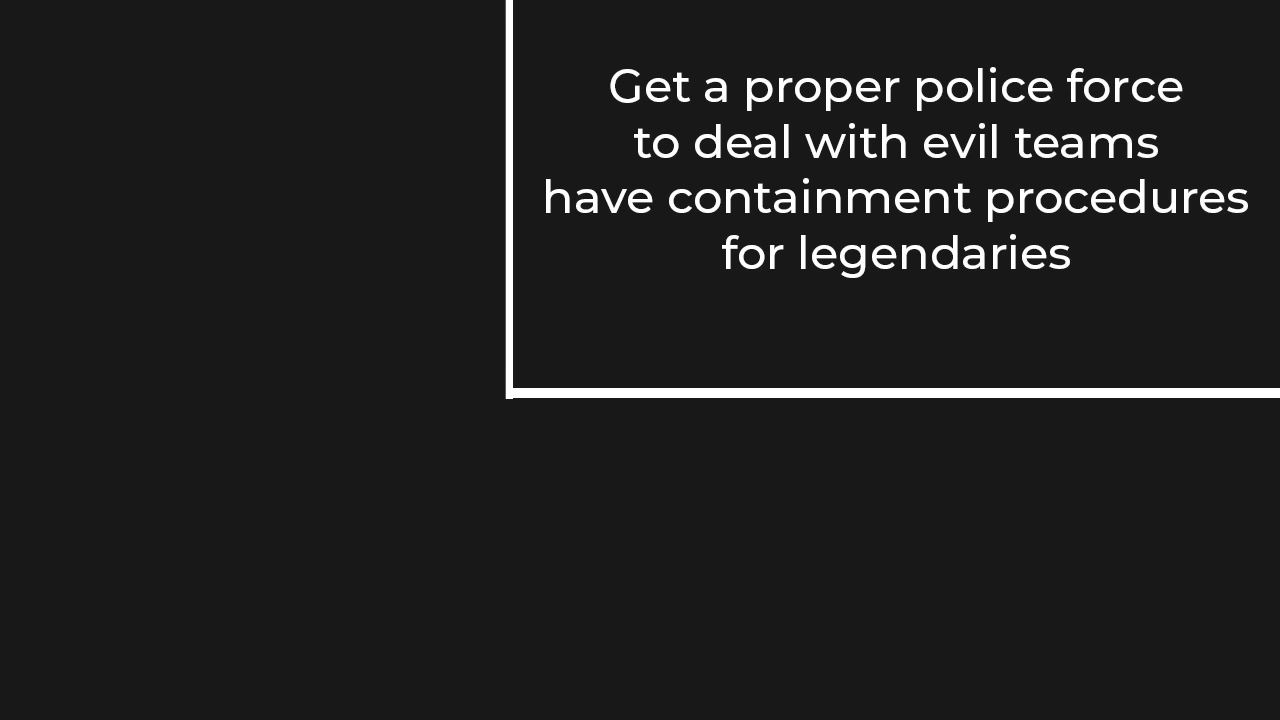 Get a proper police force
to deal with evil teams
have containment procedures
for legendaries